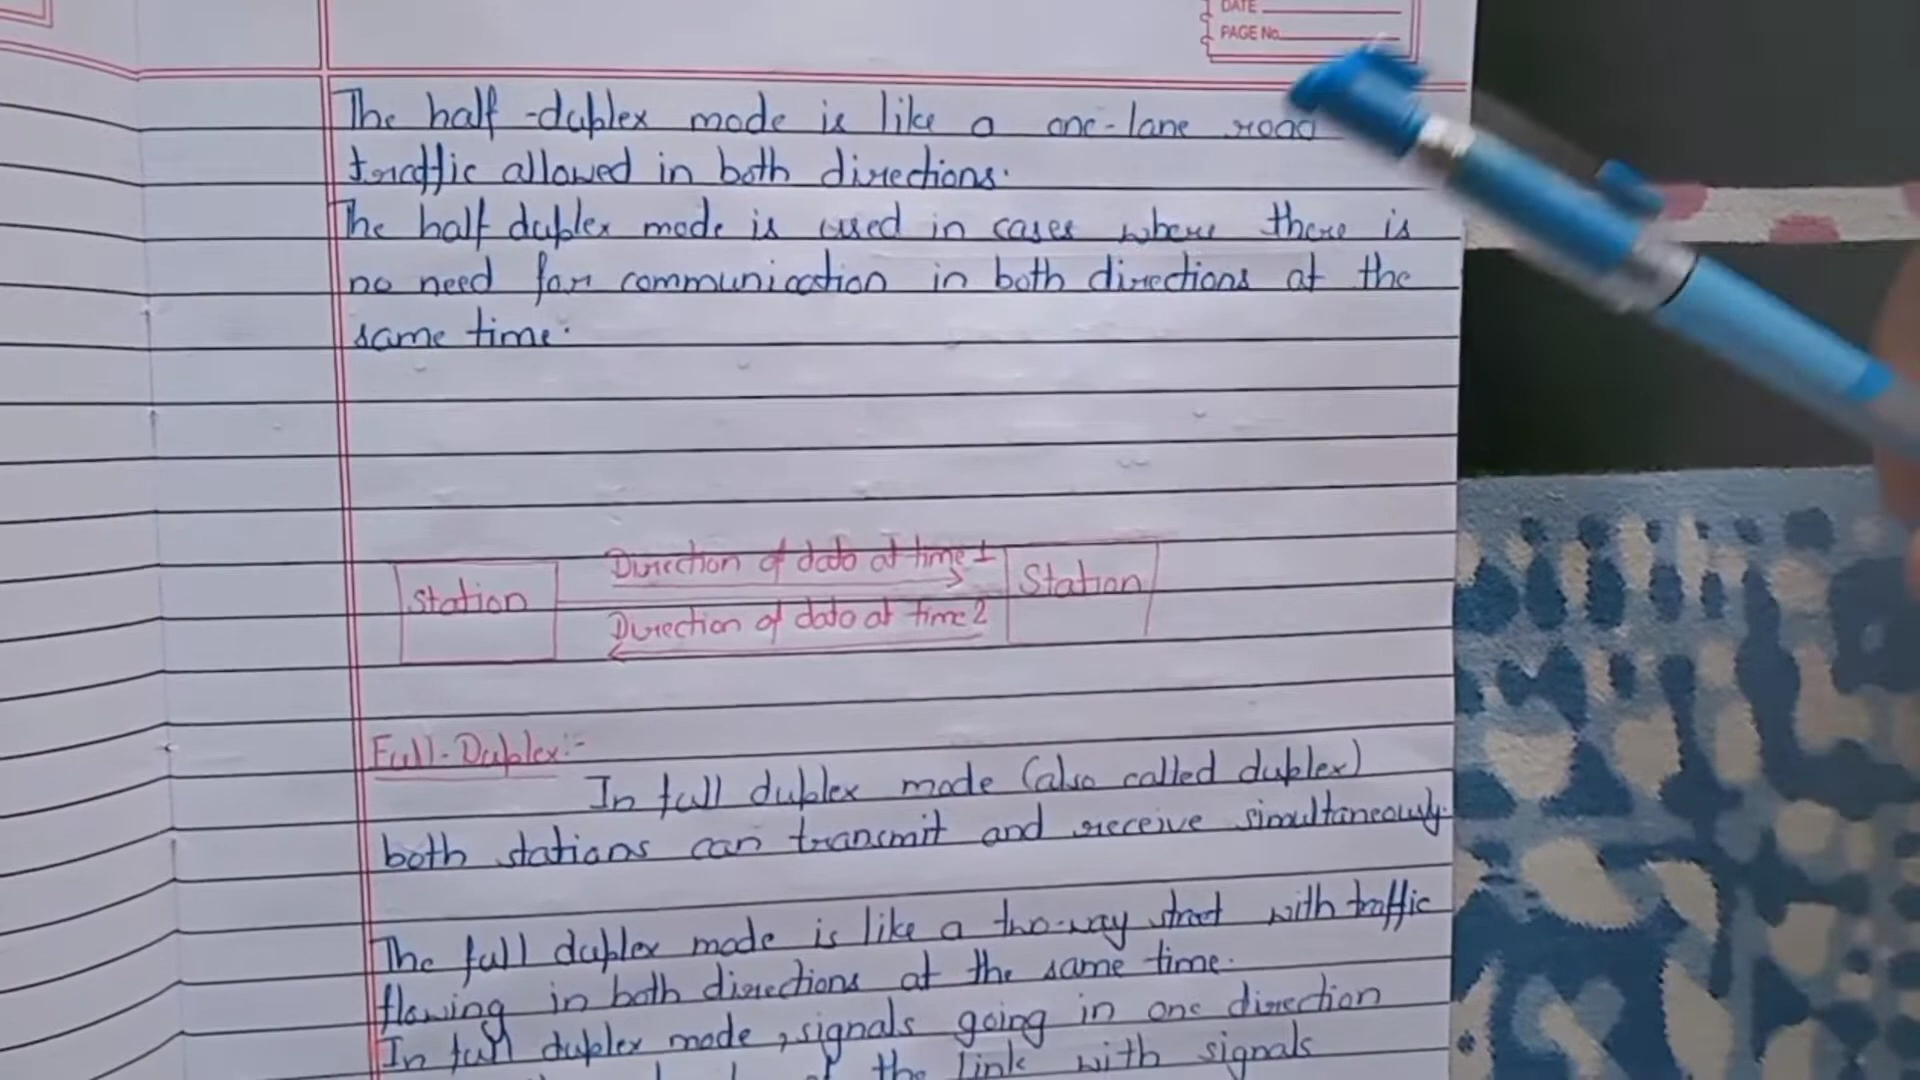 DATE
PAGE No.
The half-duplex mode is like a one-lane road
traffic allowed in both directions.
The half duplex mode is used in cases where there is
no need for communication in both directions at the
same time.
Direction of data at time 1
Station
Station
Direction of data at time 2
Full-Duplex:-
In full duplex mode (also called duplex)
both stations can transmit and receive simultaneously.
The full duplex mode is like a two-way street with traffic
flowing in both directions at the same time.
In full duplex mode, signals going in one direction
the link with signals